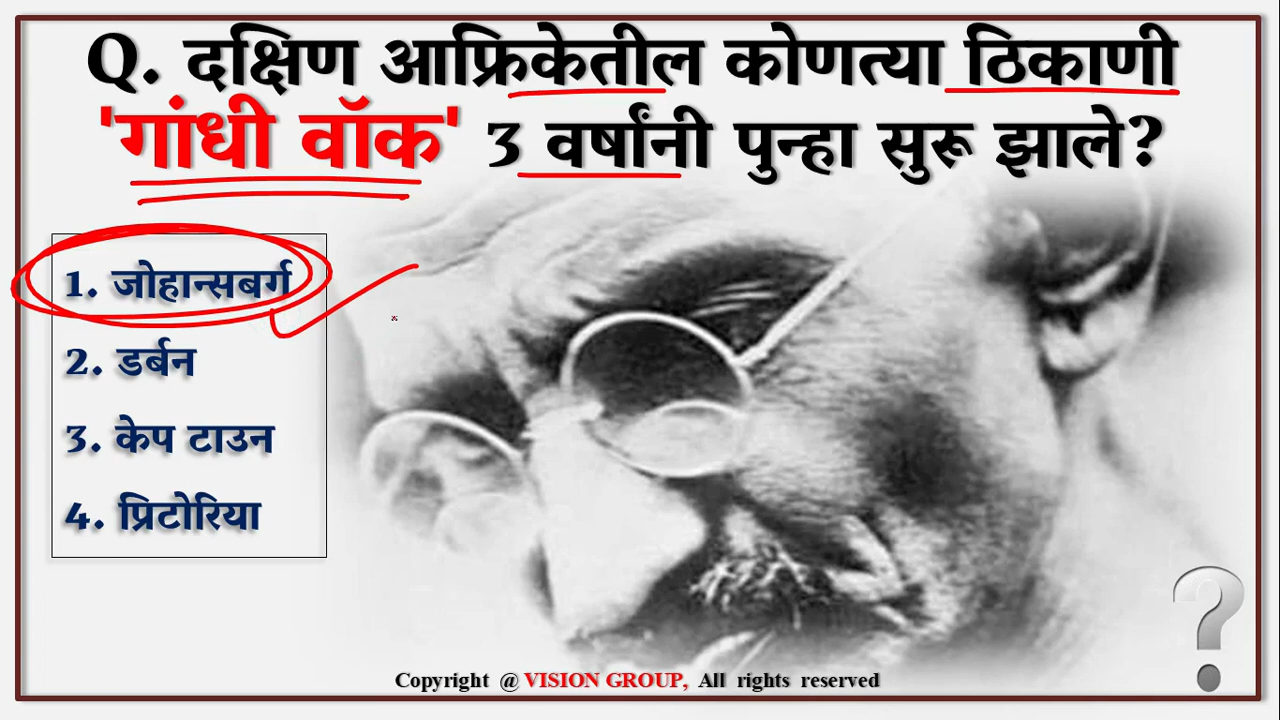 Q. दक्षिण आफ्रिकेतील कोणत्या ठिकाणी
'गांधी वॉक' 3 वर्षांनी पुन्हा सुरू झाले?
1. जोहान्सबर्ग
2. डर्बन
3. केप टाउन
4. प्रिटोरिया
Copyright @ VISION GROUP, All rights reserved